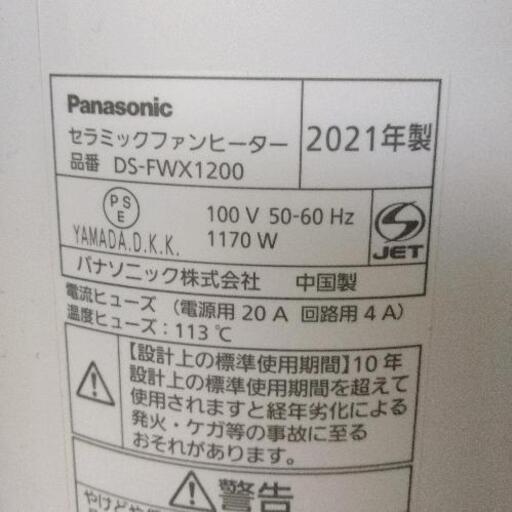 Panasonic
セラミックファンヒーター
品番 DS-FWX1200
2021年製
PS
E
YAMADA.D.K.K.
100 V 50-60 Hz
1170 W
S
JET
パナソニック株式会社 中国製
電流ヒューズ (電源用 20 A 回路用 4 A)
温度ヒューズ:113℃
【設計上の標準使用期間】10年
設計上の標準使用期間を超えて
使用されますと経年劣化による
発火・ケガ等の事故に至る
おそれがあります。
警告
やけどや